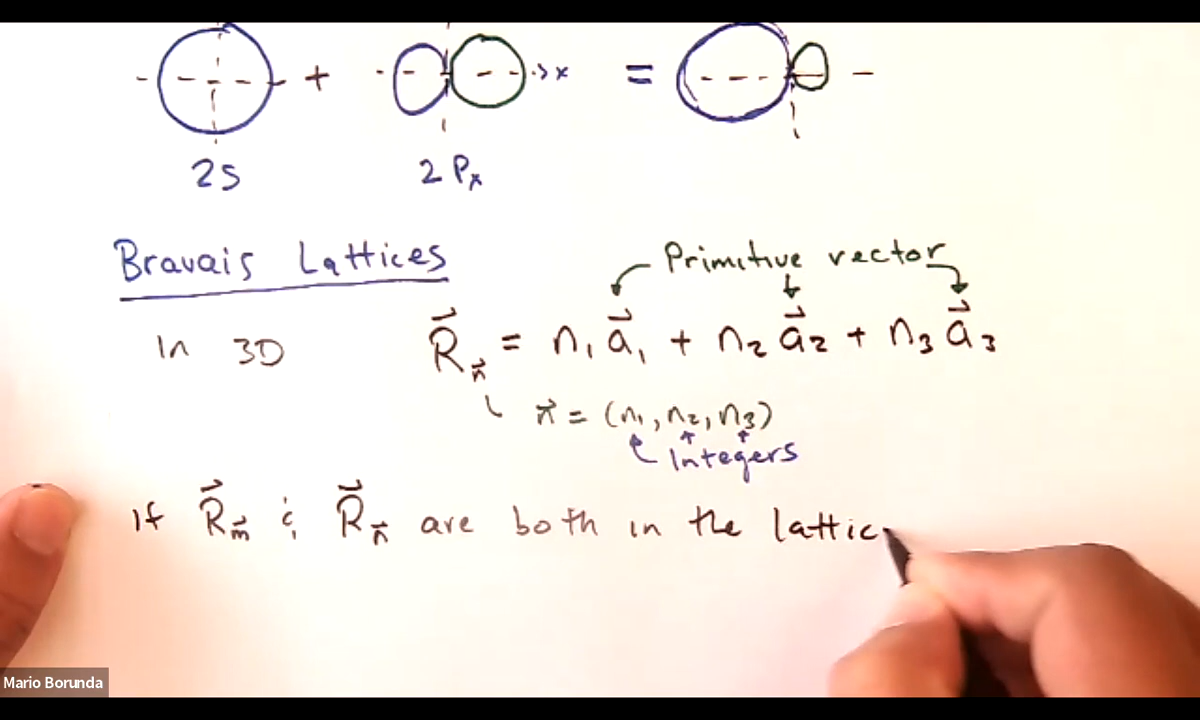 + x =
2s 2Px
Bravais Lattices
Primitive vector
In 3D R⃗n⃗ = n1 a⃗1 + n2 a⃗2 + n3 a⃗3
n⃗ = (n1, n2, n3)
Integers
If R⃗m⃗ & R⃗n⃗ are both in the lattic
Mario Borunda